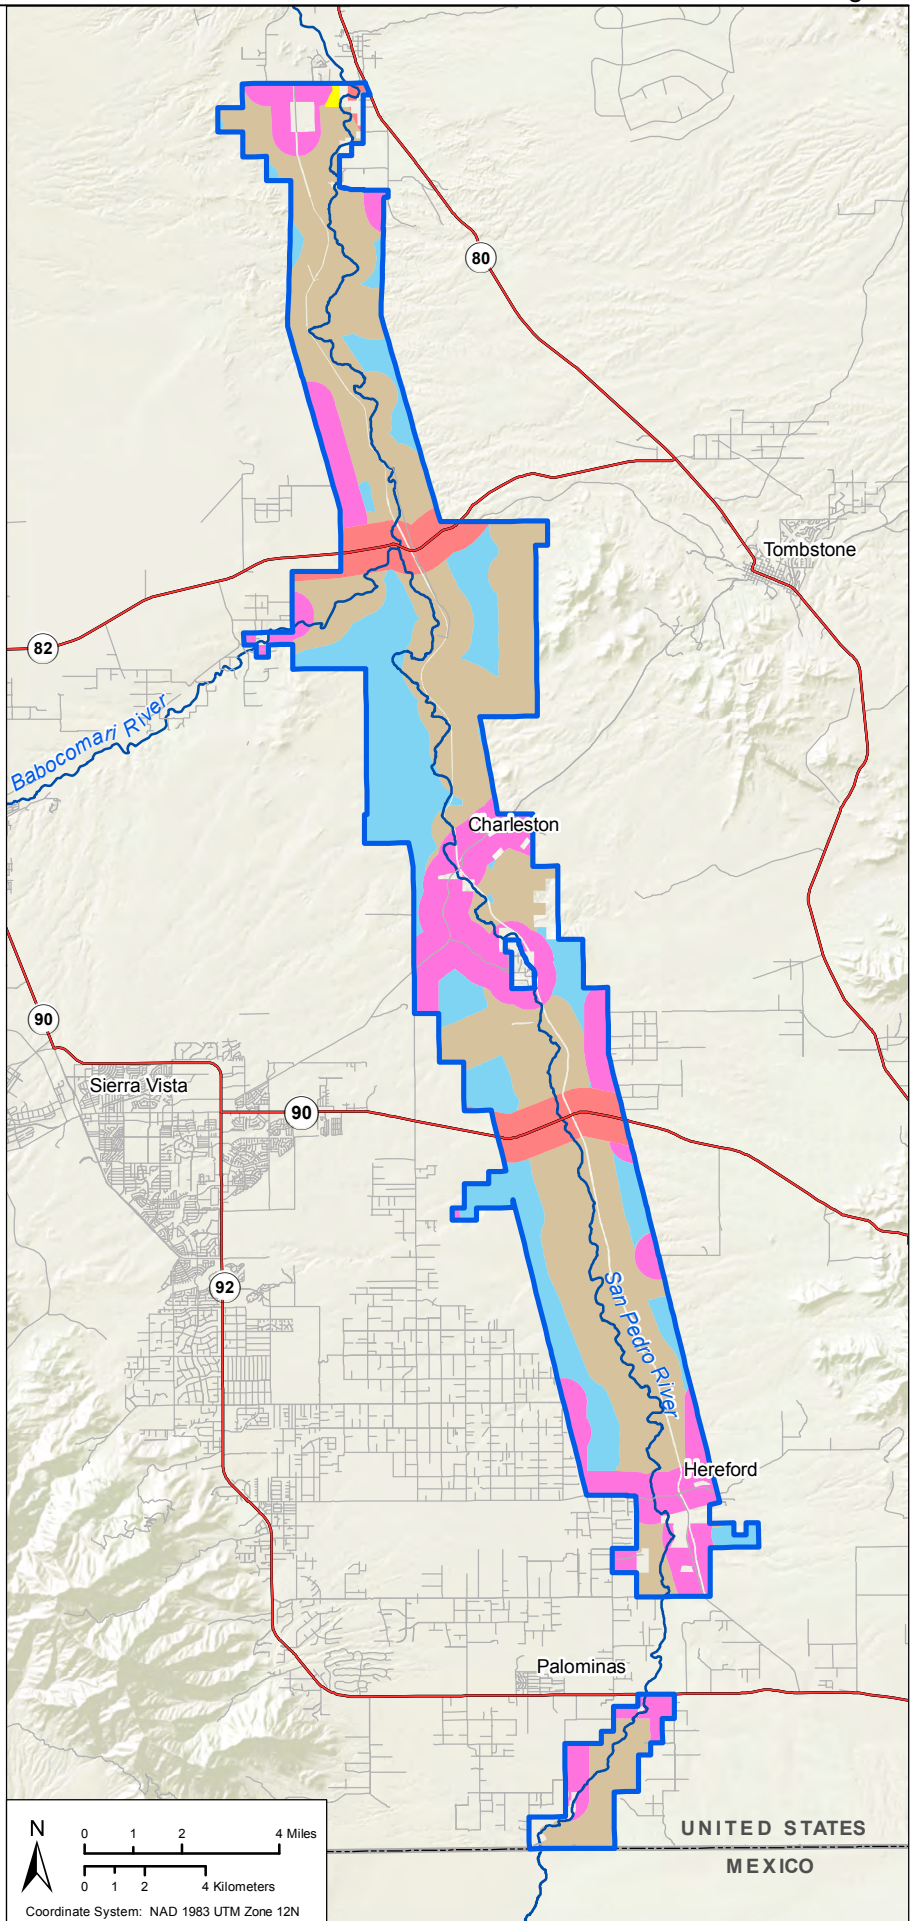 80
Tombstone
82
Babocomari River
Charleston
90
Sierra Vista
90
92
San Pedro River
Hereford
Palominas
UNITED STATES
MEXICO
N
0 1 2 4 Miles
0 1 2 4 Kilometers
Coordinate System: NAD 1983 UTM Zone 12N